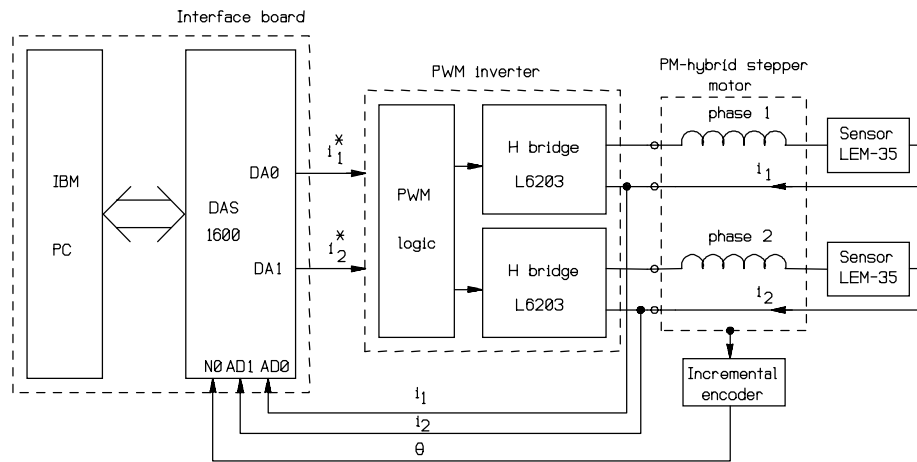 Interface board
IBM
PC
DAS
1600
DA0
DA1
N0 AD1 AD0
i1*
i2*
PWM inverter
PWM
logic
H bridge
L6203
H bridge
L6203
PM-hybrid stepper
motor
phase 1
i1
phase 2
i2
Sensor
LEM-35
Sensor
LEM-35
Incremental
encoder
i1
i2
θ